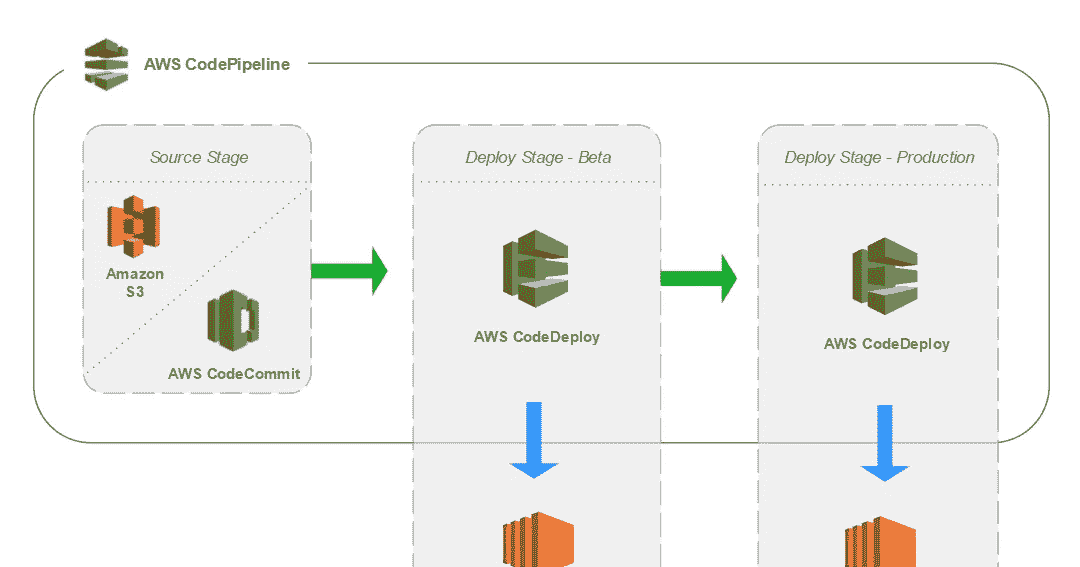 AWS CodePipeline
Source Stage
Amazon
S3
AWS CodeCommit
Deploy Stage - Beta
AWS CodeDeploy
Deploy Stage - Production
AWS CodeDeploy